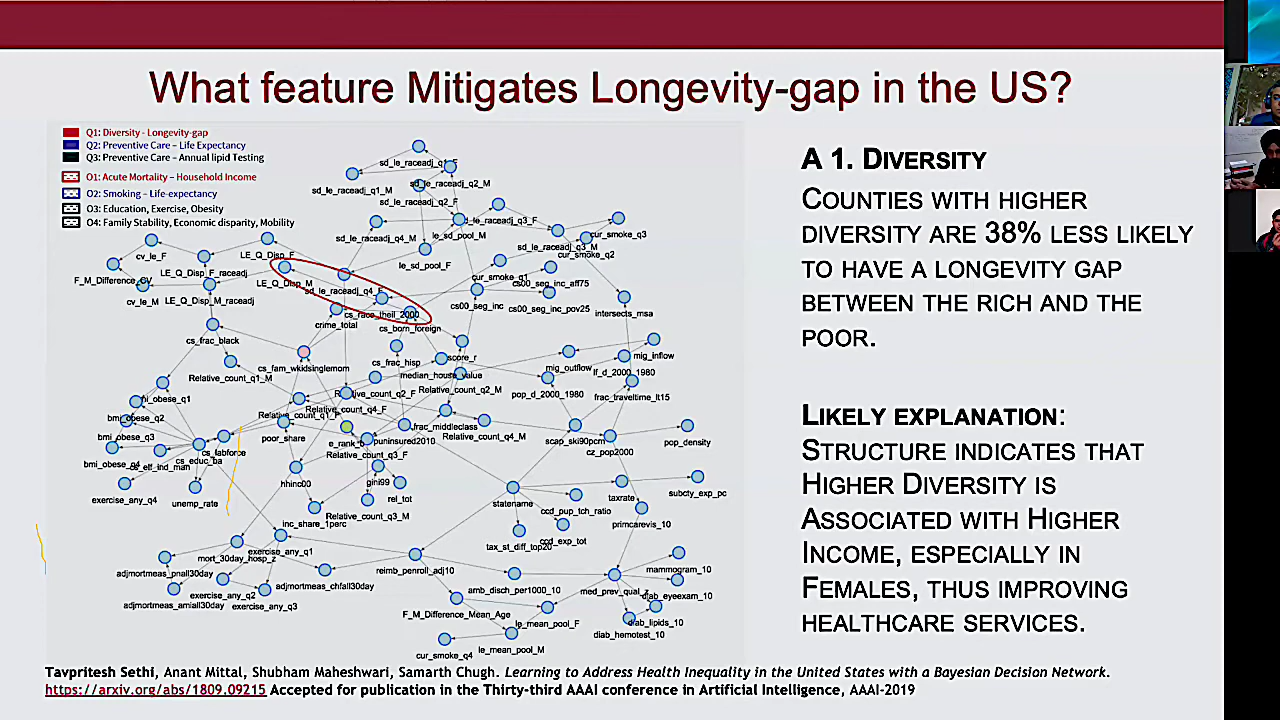 What feature Mitigates Longevity-gap in the US?
Q1: Diversity - Longevity-gap
Q2: Preventive Care – Life Expectancy
Q3: Preventive Care – Annual lipid Testing
O1: Acute Mortality – Household Income
O2: Smoking – Life-expectancy
O3: Education, Exercise, Obesity
O4: Family Stability, Economic disparity, Mobility
sd_le_raceadj_q1_M
sd_le_raceadj_q2_M
sd_le_raceadj_q2_F
sd_le_raceadj_q4_M
le_sd_pool_M
le_sd_pool_F
sd_le_raceadj_q3_M
cur_smoke_q3
cur_smoke_q2
cur_smoke_q1
cs00_seg_inc_aff75
cs00_seg_inc
cs00_seg_inc_pov25
intersects_msa
cv_le_F
LE_Q_Disp_F
LE_Q_Disp_F_raceadj
F_M_Difference_CV
cv_le_M
LE_Q_Disp_M_raceadj
LE_Q_Disp_M
sd_le_raceadj_q4_F
cs_race_theil_2000
crime_total
cs_born_foreign
cs_frac_black
cs_fam_wkidsinglemom
cs_frac_hisp
score_r
mig_inflow
mig_outflow
lf_d_2000_1980
Relative_count_q1_M
median_house_value
Relative_count_q2_M
pop_d_2000_1980
frac_traveltime_lt15
Relative_count_q2_F
Relative_count_q4_F
Relative_count_q1_F
bmi_obese_q1
bmi_obese_q2
bmi_obese_q3
frac_middleclass
Relative_count_q4_M
poor_share
puninsured2010
Relative_count_q3_F
scap_ski90pcm
cz_pop2000
pop_density
cs_labforce
cs_educ_ba
cs_elf_ind_man
exercise_any_q4
unemp_rate
hhinc00
gini99
rel_tot
Relative_count_q3_M
inc_share_1perc
statename
taxrate
subcty_exp_pc
ccd_pup_tch_ratio
primcarevis_10
ccd_exp_tot
tax_st_diff_top20
exercise_any_q1
mort_30day_hosp_z
adjmortmeas_pnall30day
adjmortmeas_chfall30day
reimb_penroll_adj10
mammogram_10
exercise_any_q2
adjmortmeas_amiall30day
exercise_any_q3
amb_disch_per1000_10
med_prev_qual_z
diab_eyeexam_10
F_M_Difference_Mean_Age
le_mean_pool_F
diab_lipids_10
diab_hemotest_10
cur_smoke_q4
le_mean_pool_M
A 1. DIVERSITY
COUNTIES WITH HIGHER
DIVERSITY ARE 38% LESS LIKELY
TO HAVE A LONGEVITY GAP
BETWEEN THE RICH AND THE
POOR.
LIKELY EXPLANATION:
STRUCTURE INDICATES THAT
HIGHER DIVERSITY IS
ASSOCIATED WITH HIGHER
INCOME, ESPECIALLY IN
FEMALES, THUS IMPROVING
HEALTHCARE SERVICES.
Tavpritesh Sethi, Anant Mittal, Shubham Maheshwari, Samarth Chugh. Learning to Address Health Inequality in the United States with a Bayesian Decision Network.
https://arxiv.org/abs/1809.09215 Accepted for publication in the Thirty-third AAAI conference in Artificial Intelligence, AAAI-2019